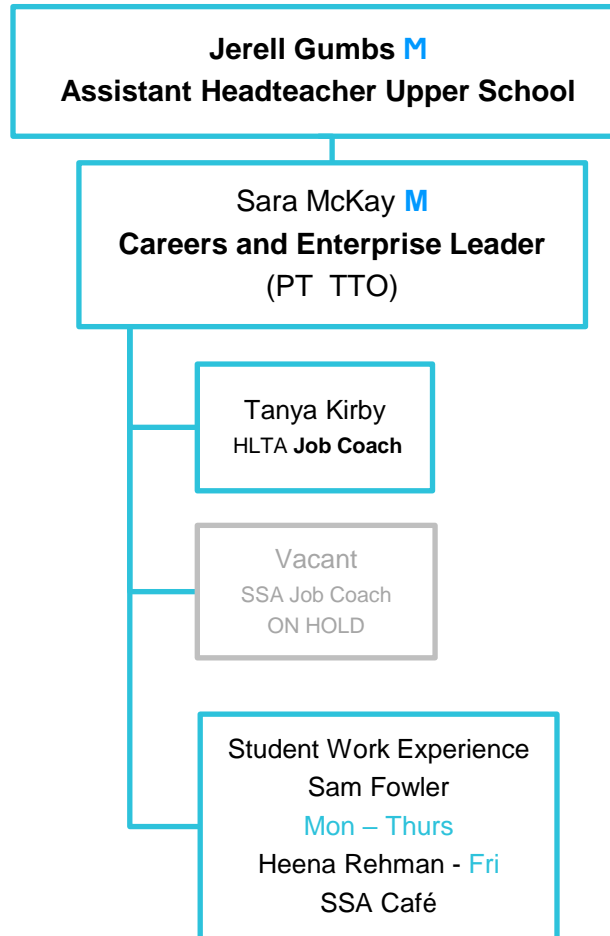 Jerell Gumbs M
Assistant Headteacher Upper School
Sara McKay M
Careers and Enterprise Leader
(PT TTO)
Tanya Kirby
HLTA Job Coach
Vacant
SSA Job Coach
ON HOLD
Student Work Experience
Sam Fowler
Mon – Thurs
Heena Rehman - Fri
SSA Café